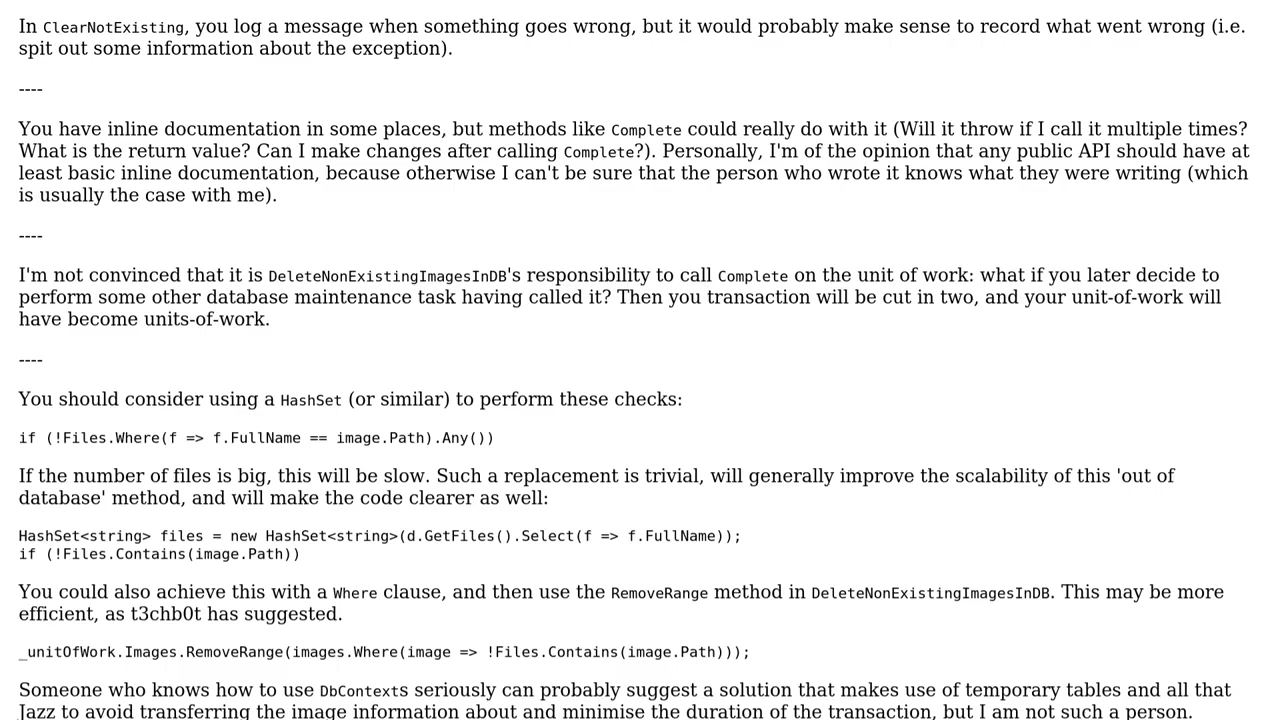 In ClearNotExisting, you log a message when something goes wrong, but it would probably make sense to record what went wrong (i.e.
spit out some information about the exception).
----
You have inline documentation in some places, but methods like Complete could really do with it (Will it throw if I call it multiple times?
What is the return value? Can I make changes after calling Complete?). Personally, I'm of the opinion that any public API should have at
least basic inline documentation, because otherwise I can't be sure that the person who wrote it knows what they were writing (which
is usually the case with me).
----
I'm not convinced that it is DeleteNonExistingImagesInDB's responsibility to call Complete on the unit of work: what if you later decide to
perform some other database maintenance task having called it? Then you transaction will be cut in two, and your unit-of-work will
have become units-of-work.
----
You should consider using a HashSet (or similar) to perform these checks:
if (!Files.Where(f => f.FullName == image.Path).Any())
If the number of files is big, this will be slow. Such a replacement is trivial, will generally improve the scalability of this 'out of
database' method, and will make the code clearer as well:
HashSet<string> files = new HashSet<string>(d.GetFiles().Select(f => f.FullName));
if (!Files.Contains(image.Path))
You could also achieve this with a Where clause, and then use the RemoveRange method in DeleteNonExistingImagesInDB. This may be more
efficient, as t3chb0t has suggested.
_unitOfWork.Images.RemoveRange(images.Where(image => !Files.Contains(image.Path)));
Someone who knows how to use DbContexts seriously can probably suggest a solution that makes use of temporary tables and all that
Jazz to avoid transferring the image information about and minimise the duration of the transaction, but I am not such a person.